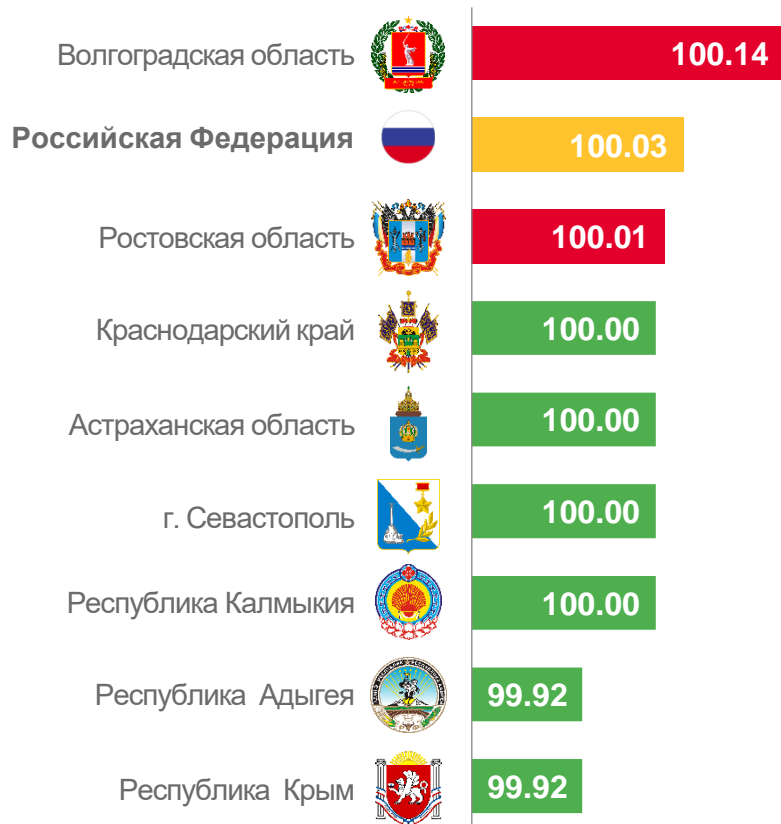 Волгоградская область 100.14
Российская Федерация 100.03
Ростовская область 100.01
Краснодарский край 100.00
Астраханская область 100.00
г. Севастополь 100.00
Республика Калмыкия 100.00
Республика Адыгея 99.92
Республика Крым 99.92